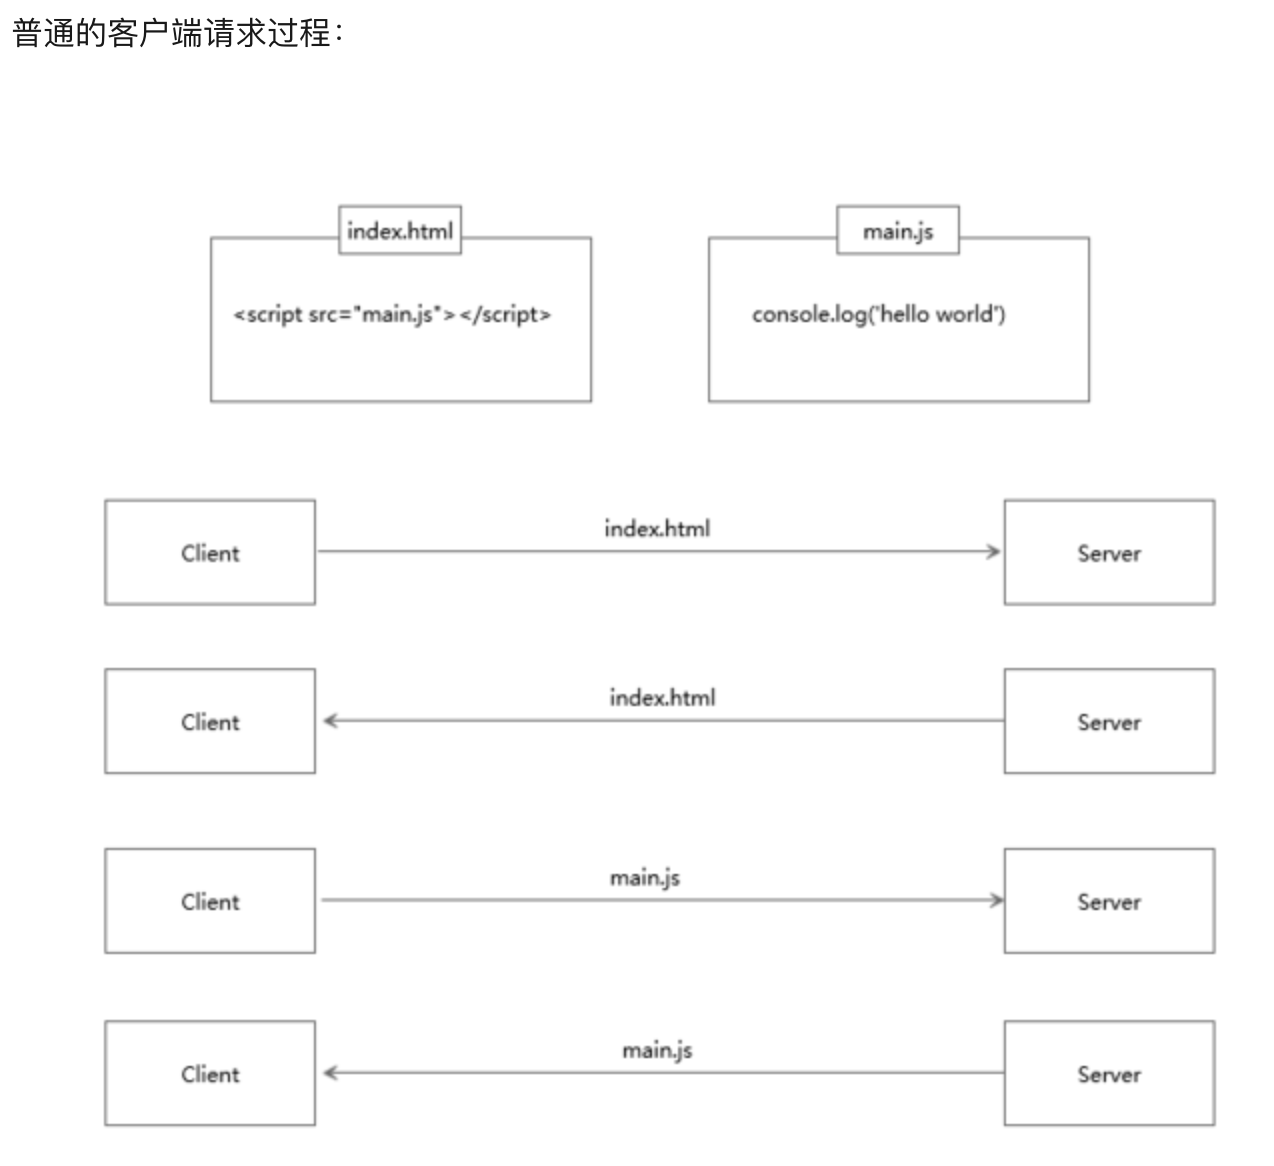 普通的客户端请求过程：
index.html
main.js
<script src="main.js"></script>
console.log('hello world')
index.html
Client
Server
index.html
Client
Server
main.js
Client
Server
main.js
Client
Server